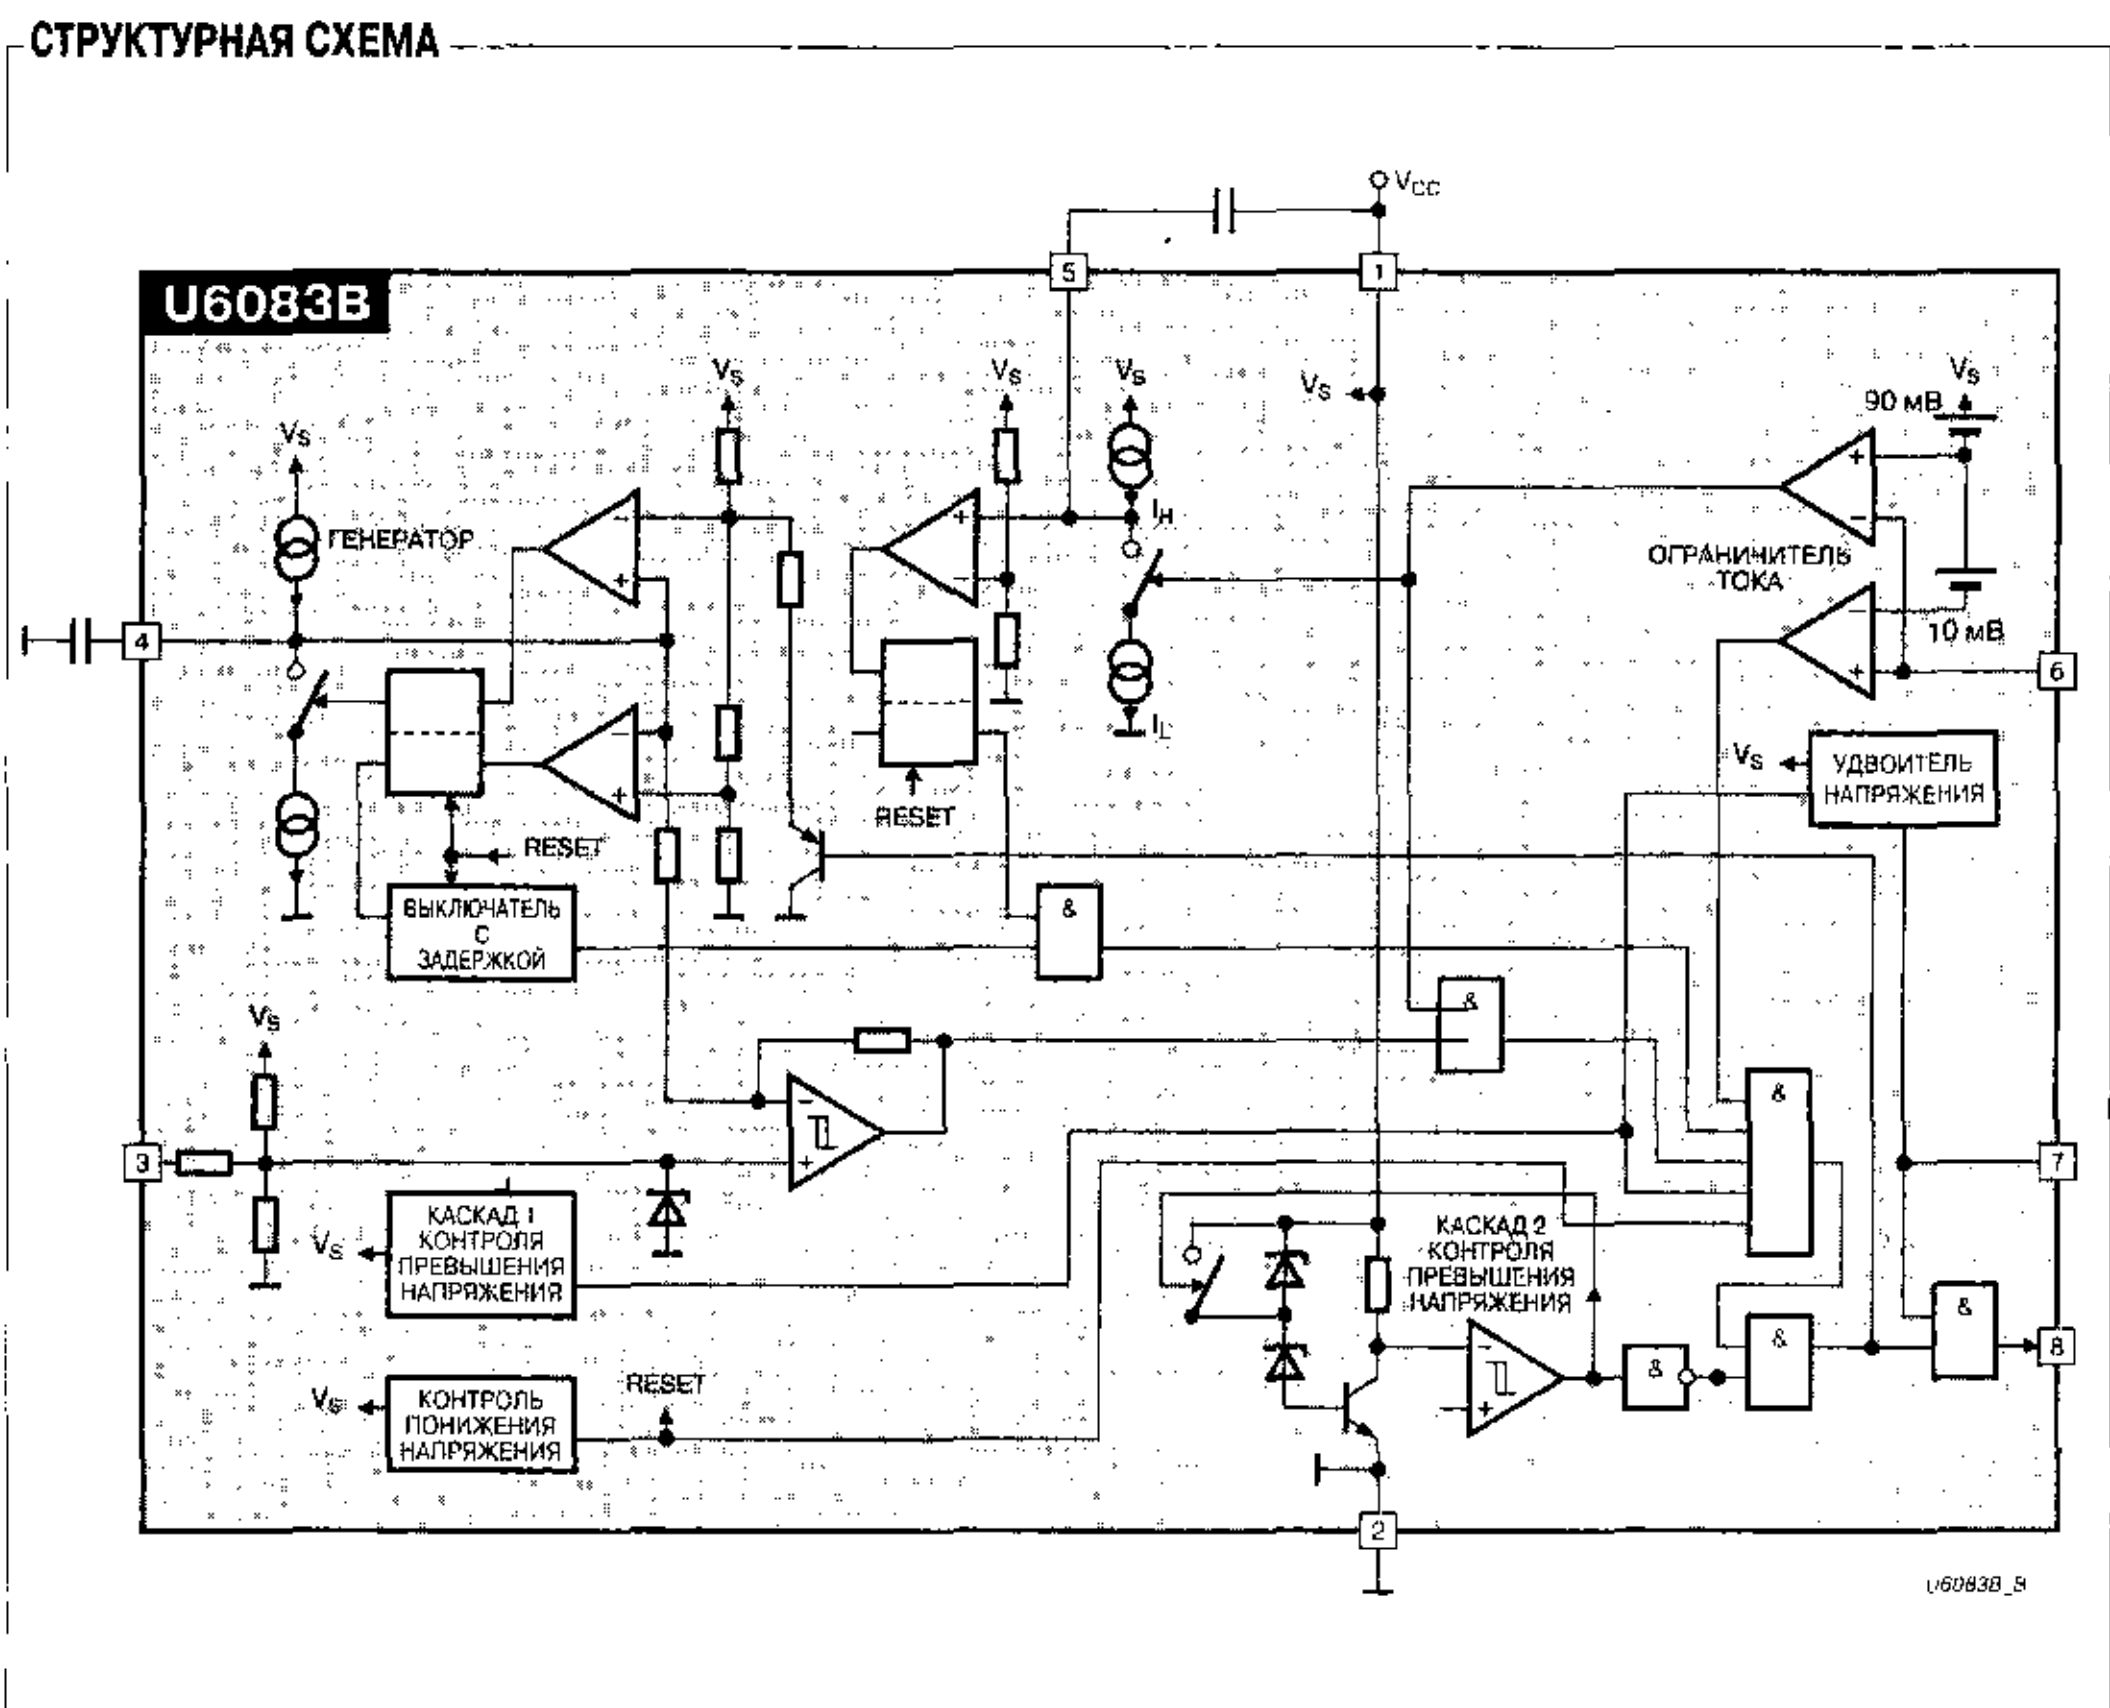 СТРУКТУРНАЯ СХЕМА
VCC
5
1
U6083B
VS
VS
VS
VS
VS
VS
90 мВ
IH
ГЕНЕРАТОР
ОГРАНИЧИТЕЛЬ
ТОКА
4
10 мВ
6
IL
VS
УДВОИТЕЛЬ
НАПРЯЖЕНИЯ
RESET
RESET
ВЫКЛЮЧАТЕЛЬ
С
ЗАДЕРЖКОЙ
&
&
VS
&
3
7
КАСКАД 1
КОНТРОЛЯ
ПРЕВЫШЕНИЯ
НАПРЯЖЕНИЯ
VS
КАСКАД 2
КОНТРОЛЯ
ПРЕВЫШЕНИЯ
НАПРЯЖЕНИЯ
&
&
&
8
RESET
VS
КОНТРОЛЬ
ПОНИЖЕНИЯ
НАПРЯЖЕНИЯ
2
U6083B_B